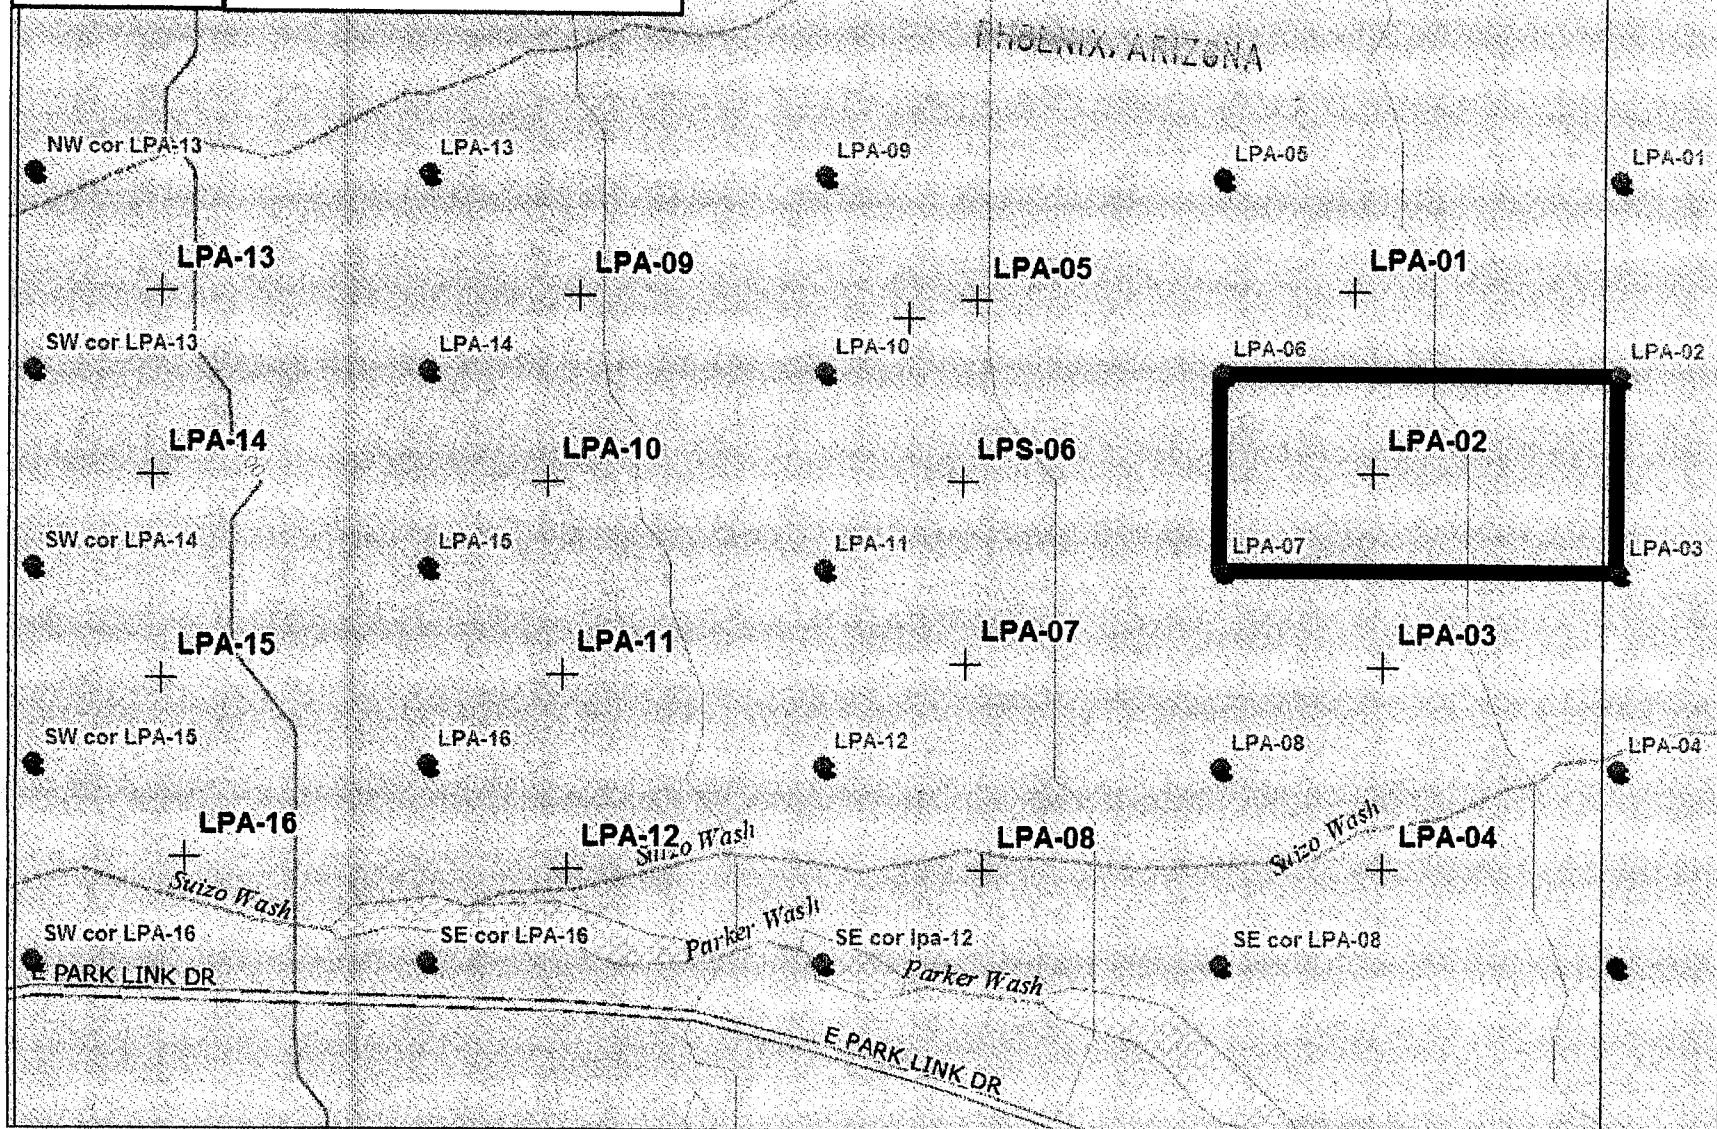 PHOENIX, ARIZONA
NW cor LPA-13
LPA-13
LPA-09
LPA-05
LPA-01
LPA-13
LPA-09
LPA-05
LPA-01
SW cor LPA-13
LPA-14
LPA-10
LPA-06
LPA-02
LPA-14
LPA-10
LPS-06
LPA-02
SW cor LPA-14
LPA-15
LPA-11
LPA-07
LPA-03
LPA-15
LPA-11
LPA-07
LPA-03
SW cor LPA-15
LPA-16
LPA-12
LPA-08
LPA-04
LPA-16
LPA-12
Suizo Wash
LPA-08
Suizo Wash
LPA-04
Suizo Wash
Parker Wash
SW cor LPA-16
SE cor LPA-16
SE cor lpa-12
SE cor LPA-08
E PARK LINK DR
Parker Wash
E PARK LINK DR